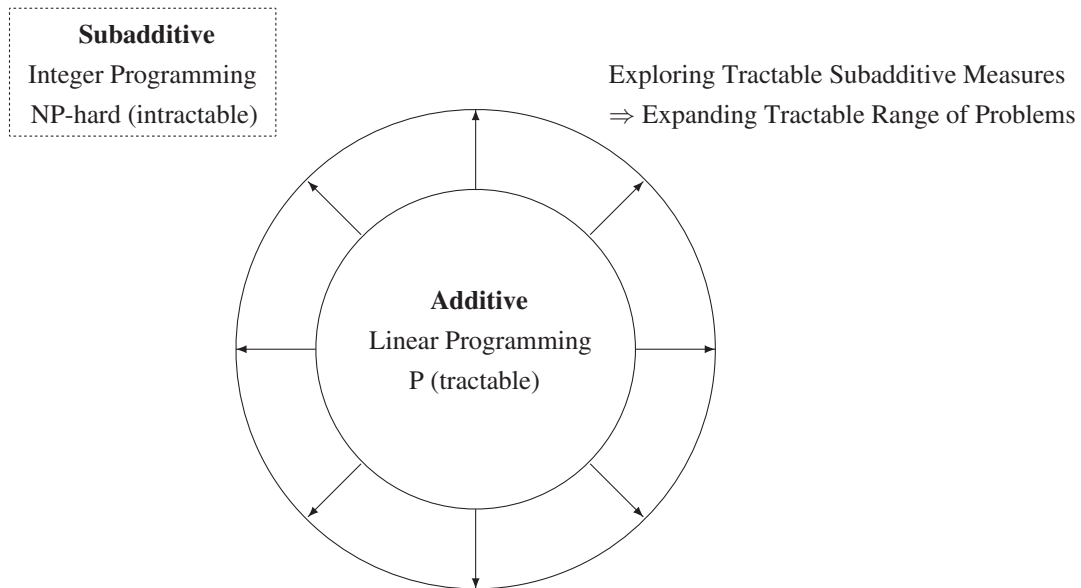 Subadditive
Integer Programming
NP-hard (intractable)
Exploring Tractable Subadditive Measures
⇒ Expanding Tractable Range of Problems
Additive
Linear Programming
P (tractable)